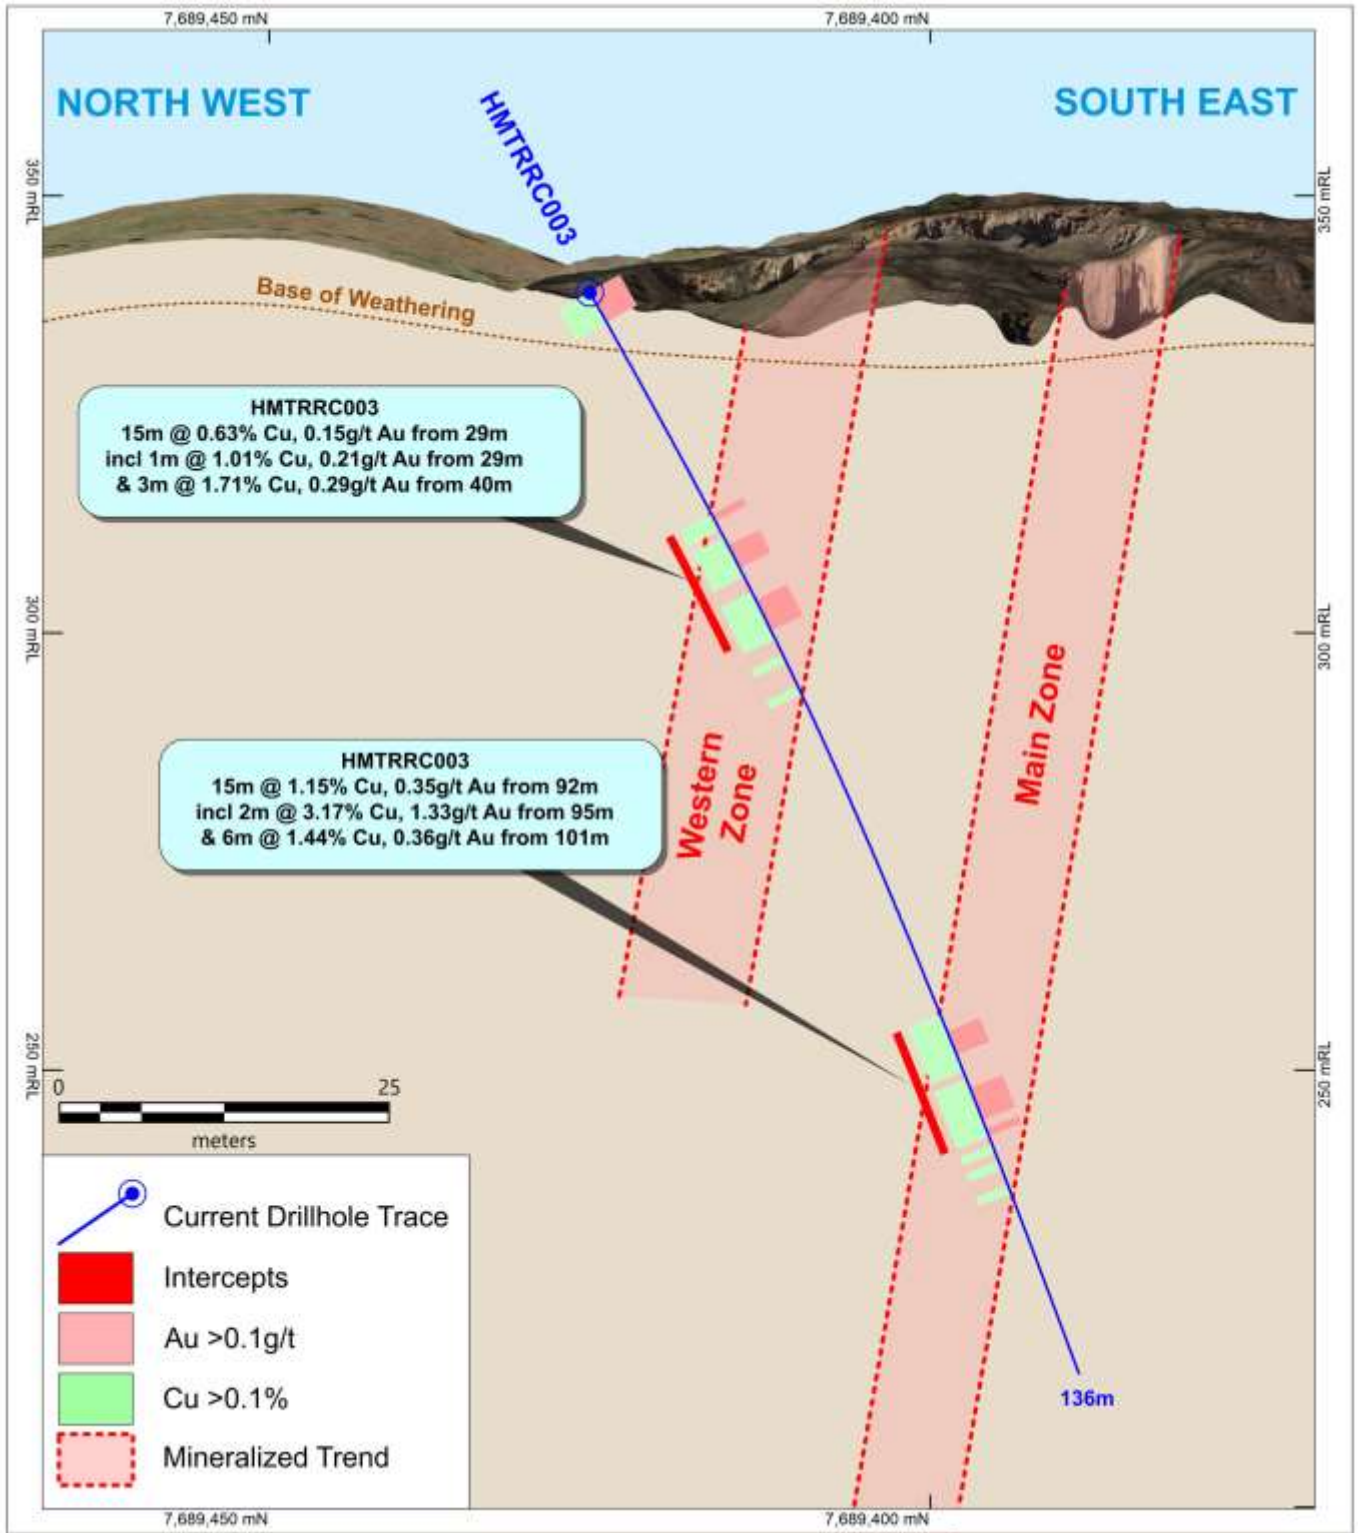 7,689,450 mN
7,689,400 mN
NORTH WEST
SOUTH EAST
HMTRRC003
350 mRL
350 mRL
Base of Weathering
HMTRRC003
15m @ 0.63% Cu, 0.15g/t Au from 29m
incl 1m @ 1.01% Cu, 0.21g/t Au from 29m
& 3m @ 1.71% Cu, 0.29g/t Au from 40m
300 mRL
300 mRL
Main Zone
Western
Zone
HMTRRC003
15m @ 1.15% Cu, 0.35g/t Au from 92m
incl 2m @ 3.17% Cu, 1.33g/t Au from 95m
& 6m @ 1.44% Cu, 0.36g/t Au from 101m
250 mRL
250 mRL
0
25
meters
Current Drillhole Trace
Intercepts
Au >0.1g/t
Cu >0.1%
Mineralized Trend
136m
7,689,450 mN
7,689,400 mN